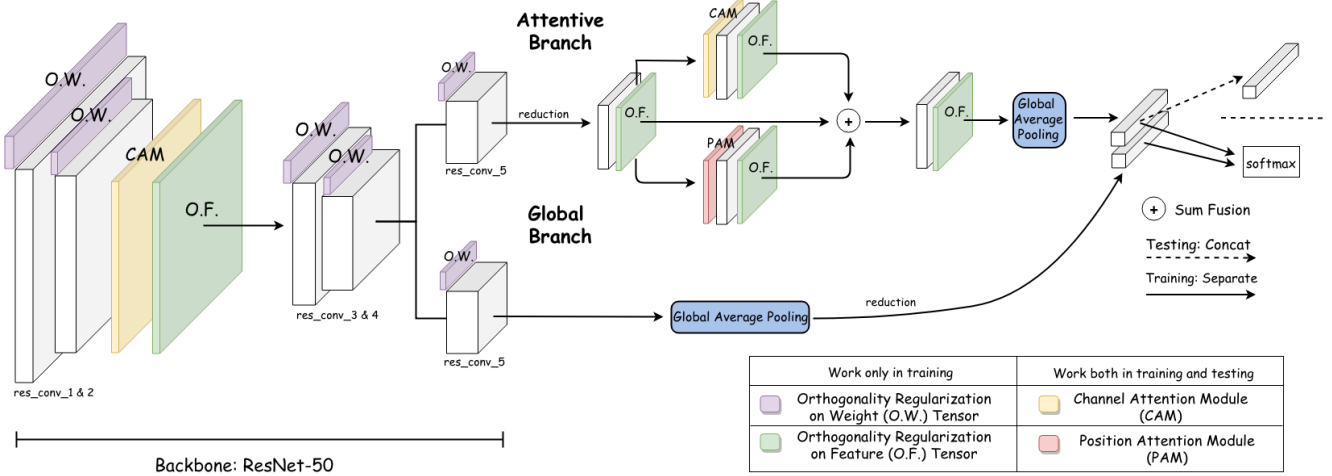 O.W.
O.W.
CAM
O.F.
res_conv_1 & 2
O.W.
O.W.
res_conv_3 & 4
O.W.
res_conv_5
Attentive
Branch
reduction
O.F.
CAM
O.F.
PAM
O.F.
+
O.F.
Global
Average
Pooling
softmax
Global
Branch
O.W.
res_conv_5
Global Average Pooling
reduction
+ Sum Fusion
Testing: Concat
Training: Separate
Backbone: ResNet-50
Work only in training
Work both in training and testing
Orthogonality Regularization
on Weight (O.W.) Tensor
Channel Attention Module
(CAM)
Orthogonality Regularization
on Feature (O.F.) Tensor
Position Attention Module
(PAM)